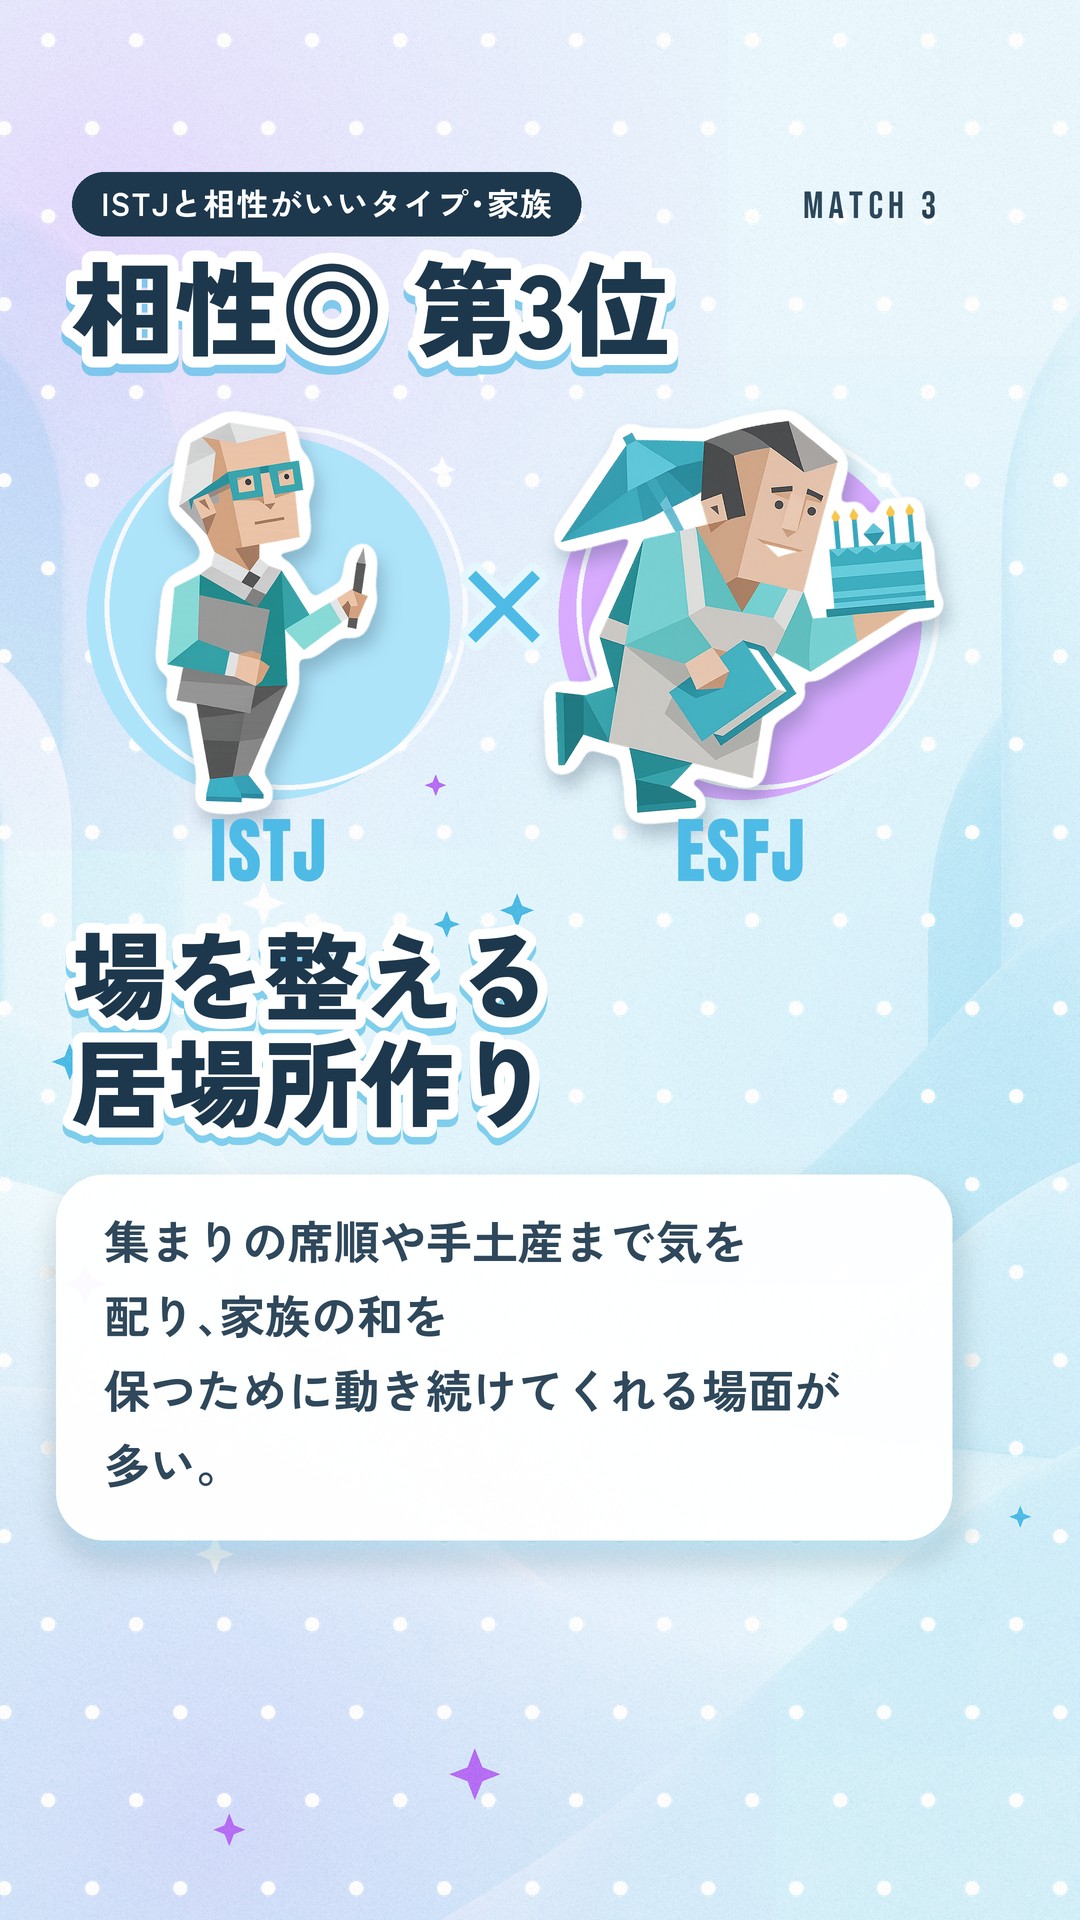 ISTJと相性がいいタイプ・家族
MATCH 3
相性◎ 第3位
ISTJ
ESFJ
場を整える
居場所作り
集まりの席順や手土産まで気を
配り、家族の和を
保つために動き続けてくれる場面が
多い。